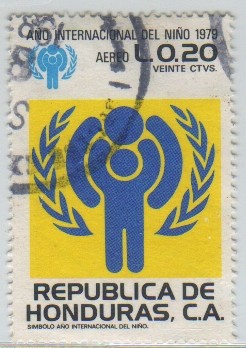 AÑO INTERNACIONAL DEL NIÑO 1979
AEREO L.0.20
VEINTE CTVS.
REPUBLICA DE
HONDURAS, C.A.
SIMBOLO AÑO INTERNACIONAL DEL NIÑO.